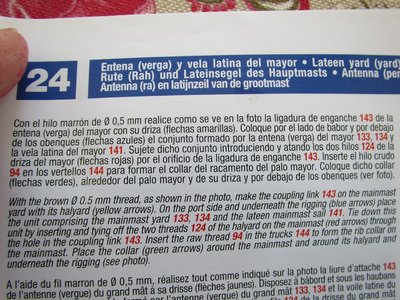 24
Entena (verga) y vela latina del mayor • Lateen yard (yard)
Rute (Rah) und Lateinsegel des Hauptmasts • Antenna (per
Antenna (ra) en latijnzeil van de grootmast
Con el hilo marrón de Ø 0,5 mm realice como se ve en la foto la ligadura de enganche 143 de la
entena (verga) del mayor con su driza (flechas amarillas). Coloque por el lado de babor y por debajo
de los obenques (flechas azules) el conjunto formado por la entena (verga) del mayor 133, 134 y
la vela latina del mayor 141. Sujete dicho conjunto introduciendo y atando los dos hilos 124 de la
driza del mayor (flechas rojas) por el orificio de la ligadura de enganche 143. Inserte el hilo crudo
94 en los vertellos 144 para formar el collar del racamento del palo mayor. Coloque dicho collar
(flechas verdes), alrededor del palo mayor y de su driza y por debajo de los obenques (ver foto).
With the brown Ø 0.5 mm thread, as shown in the photo, make the coupling link 143 on the mainmast
yard with its halyard (yellow arrows). On the port side and underneath the rigging (blue arrows) place
the unit comprising the mainmast yard 133, 134 and the lateen mainmast sail 141. Tie down this
unit by inserting and tying off the two threads 124 of the halyard on the mainmast (red arrows) through
the hole in the coupling link 143. Insert the raw thread 94 in the trucks 144 to form the rib collar on
the mainmast. Place the collar (green arrows) around the mainmast and around its halyard and
underneath the rigging (see photo).
A l'aide du fil marron de Ø 0,5 mm, réalisez tout comme indiqué sur la photo la liure d'attache 143
de l'antenne (vergue) du grand mât à sa drisse (flèches jaunes). Disposez à bâbord et sous les haubans
par l'antenne (vergue) du grand mât 133, 134 et la voile latine du